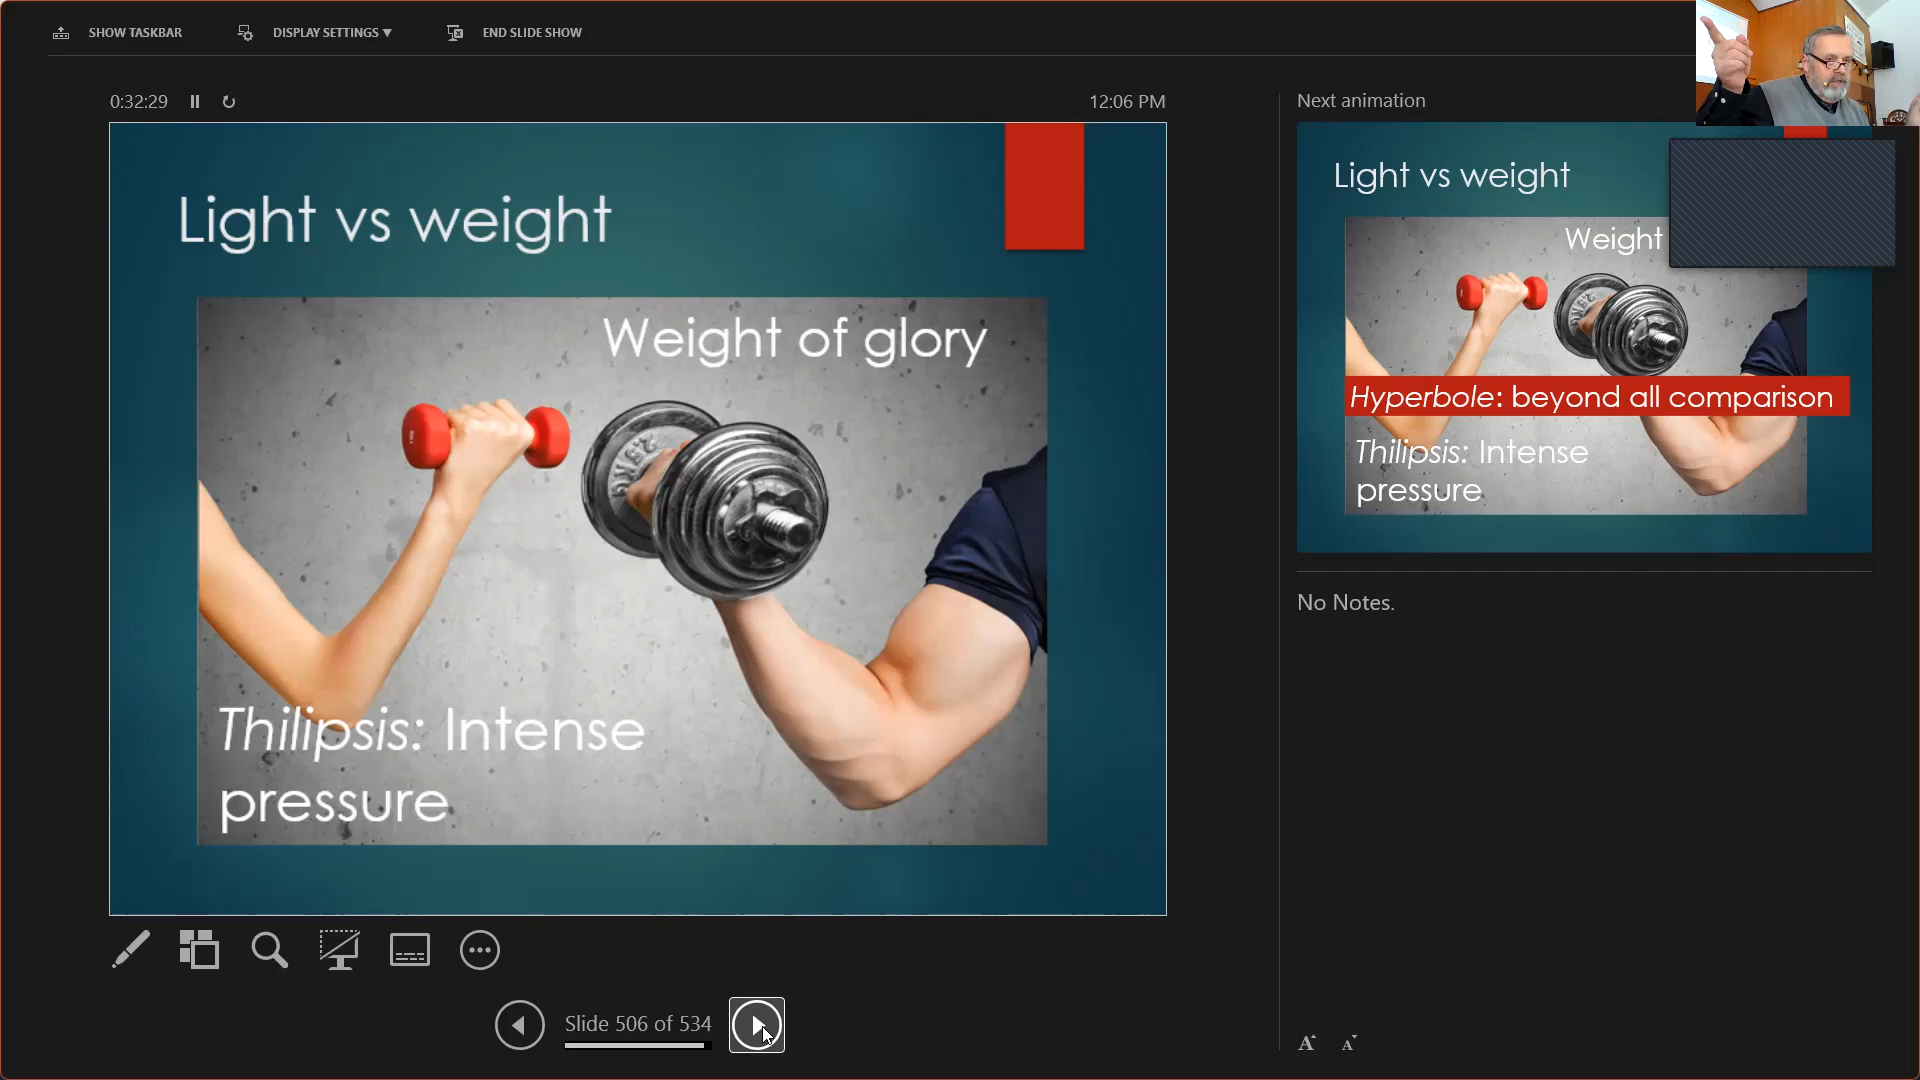 SHOW TASKBAR
DISPLAY SETTINGS ▼
END SLIDE SHOW
0:32:29
12:06 PM
Light vs weight
Weight of glory
Thilipsis: Intense
pressure
Slide 506 of 534
Next animation
Light vs weight
Weight
Hyperbole: beyond all comparison
Thilipsis: Intense
pressure
No Notes.
A A